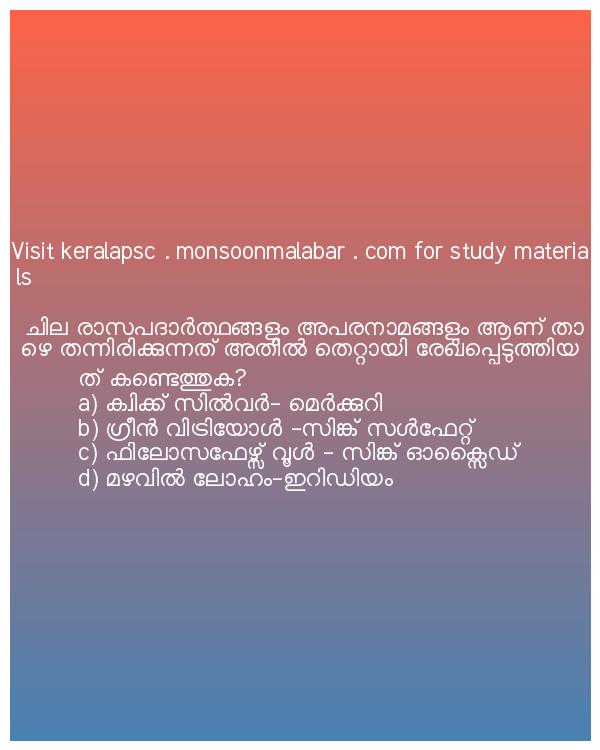 Visit keralapsc . monsoonmalabar . com for study materia
ls
ചില രാസപദാർത്ഥങ്ങളും അപരനാമങ്ങളും ആണ് താ
ഴെ തന്നിരിക്കുന്നത് അതിൽ തെറ്റായി രേഖപ്പെടുത്തിയ
ത് കണ്ടെത്തുക?
a) ക്വിക്ക് സിൽവർ- മെർക്കുറി
b) ഗ്രീൻ വിട്രിയോൾ -സിങ്ക് സൾഫേറ്റ്
c) ഫിലോസഫേഴ്സ് വൂൾ - സിങ്ക് ഓക്സൈഡ്
d) മഴവിൽ ലോഹം-ഇറിഡിയം